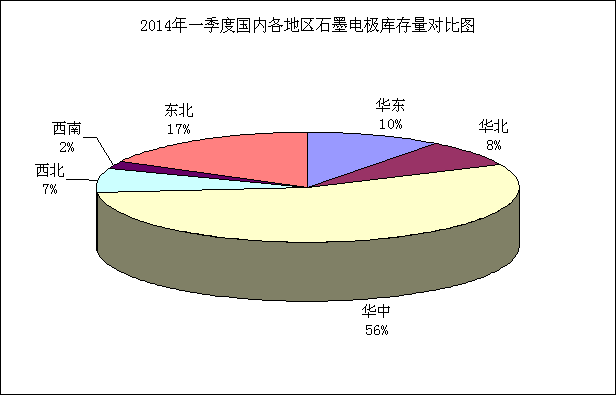 2014年一季度国内各地区石墨电极库存量对比图
华东
10%
华北
8%
华中
56%
西北
7%
西南
2%
东北
17%